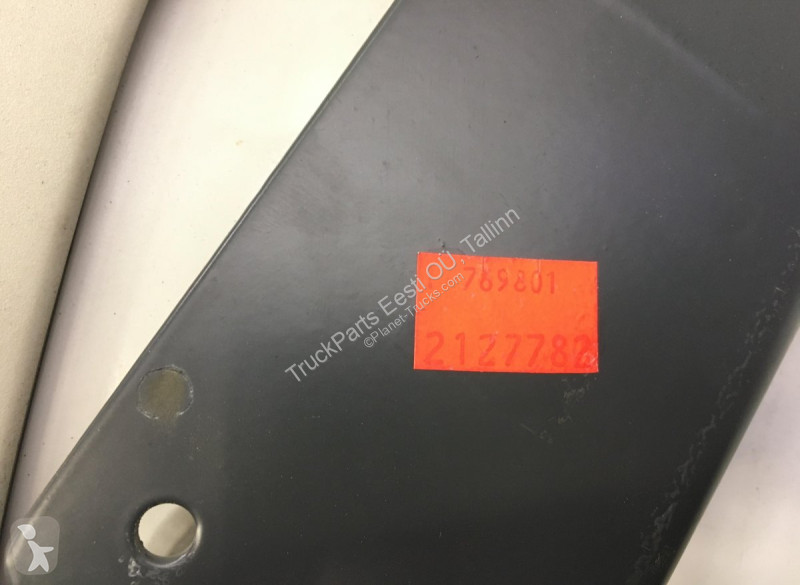 769801
2127782
TruckParts Eesti OÜ, Tallinn
©Planet-Trucks.com